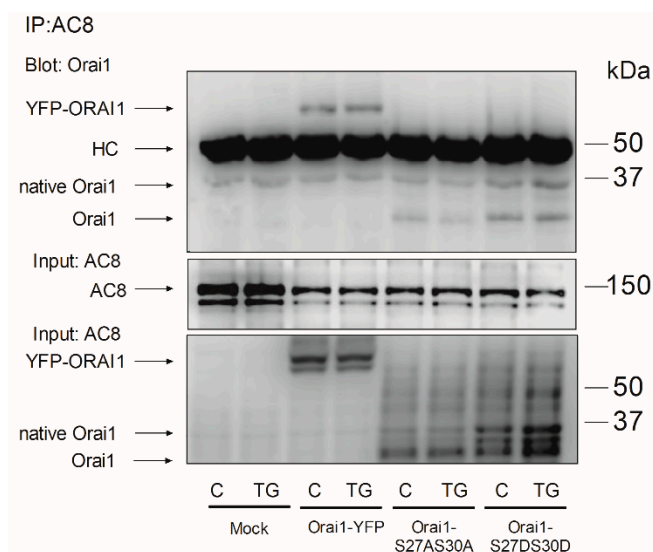 IP:AC8
Blot: Orai1
kDa
YFP-ORAI1
HC
50
37
native Orai1
Orai1
Input: AC8
AC8
150
Input: AC8
YFP-ORAI1
50
37
native Orai1
Orai1
C TG C TG C TG C TG
Mock Orai1-YFP Orai1- Orai1-
S27AS30A S27DS30D